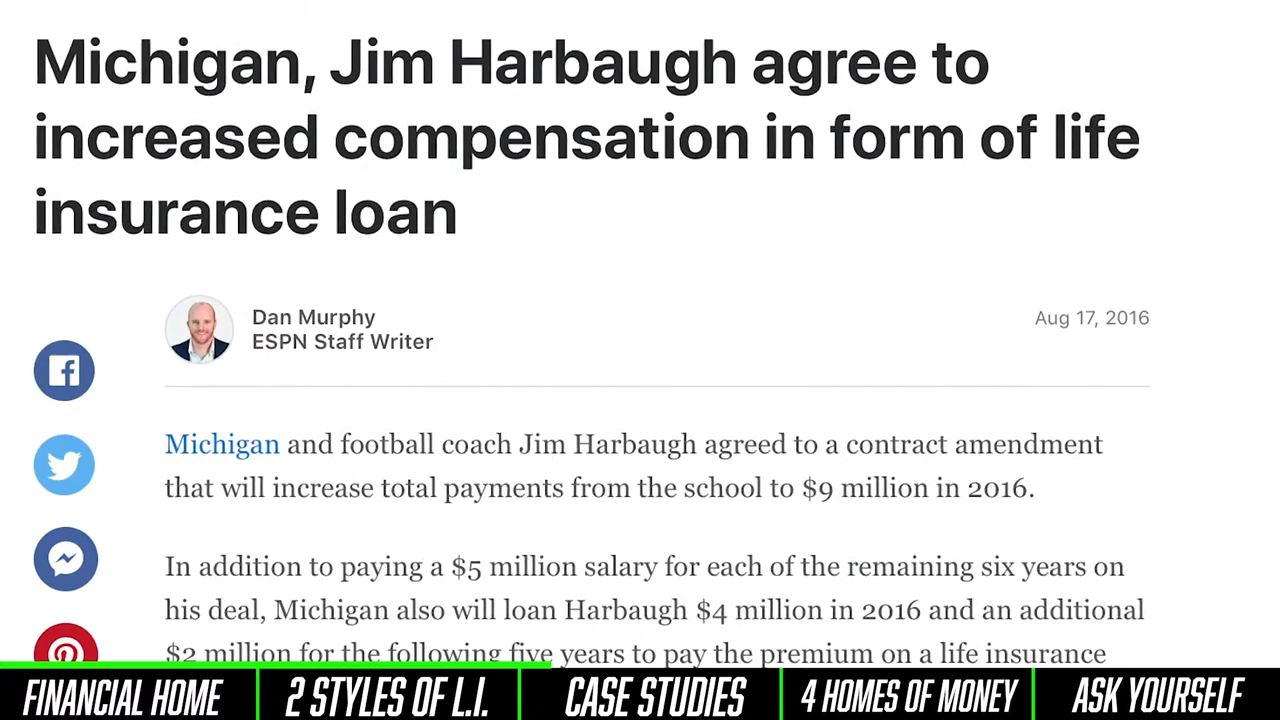 Michigan, Jim Harbaugh agree to
increased compensation in form of life
insurance loan
Dan Murphy
ESPN Staff Writer
Aug 17, 2016
Michigan and football coach Jim Harbaugh agreed to a contract amendment
that will increase total payments from the school to $9 million in 2016.
In addition to paying a $5 million salary for each of the remaining six years on
his deal, Michigan also will loan Harbaugh $4 million in 2016 and an additional
$2 million for the following five years to pay the premium on a life insurance
FINANCIAL HOME
2 STYLES OF L.I.
CASE STUDIES
4 HOMES OF MONEY
ASK YOURSELF